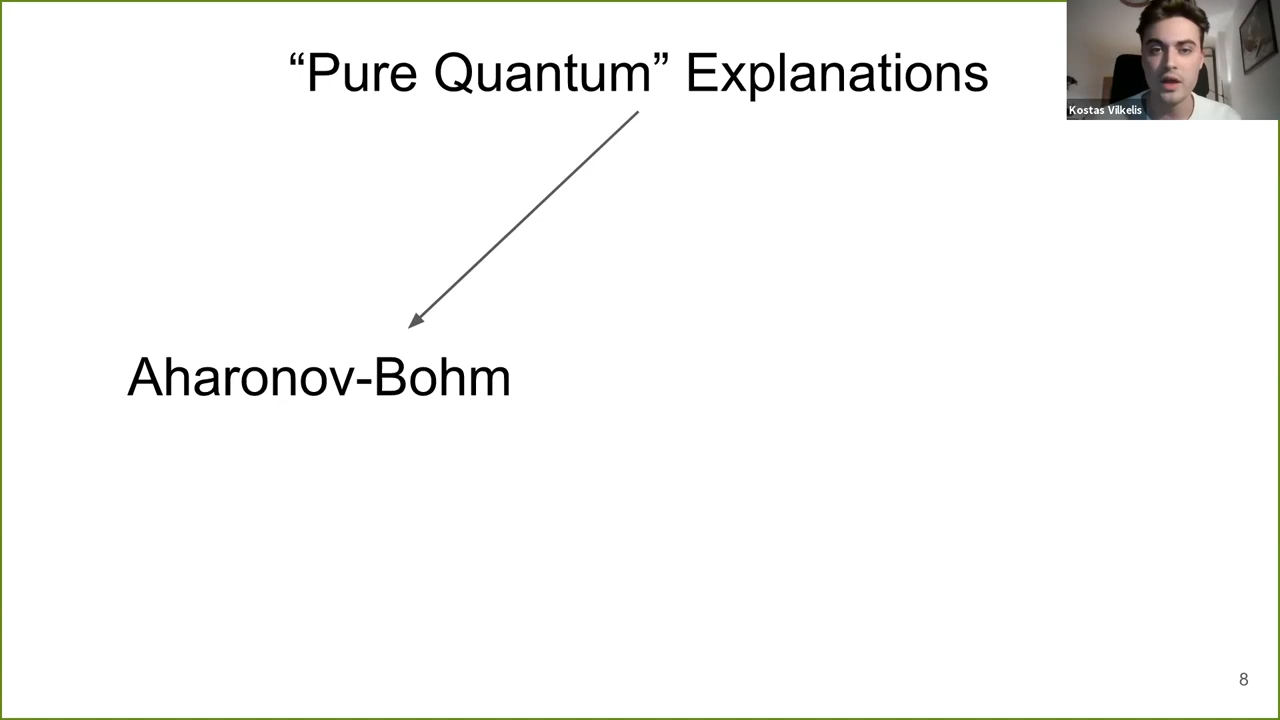 “Pure Quantum” Explanations
Kostas Vilkelis
Aharonov-Bohm
8